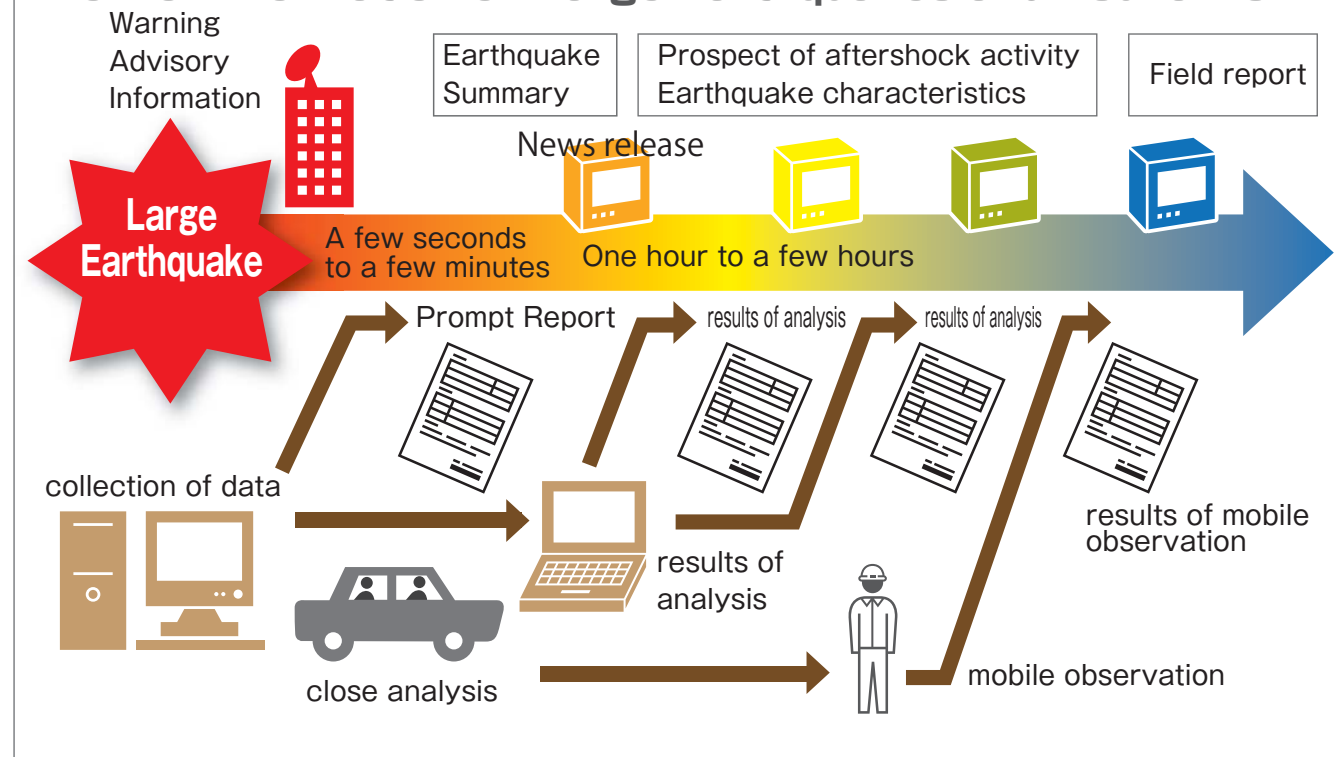 Warning
Advisory
Information
Earthquake
Summary
Prospect of aftershock activity
Earthquake characteristics
Field report
News release
Large
Earthquake
A few seconds
to a few minutes
One hour to a few hours
Prompt Report
results of analysis
results of analysis
collection of data
results of mobile
observation
results of
analysis
close analysis
mobile observation